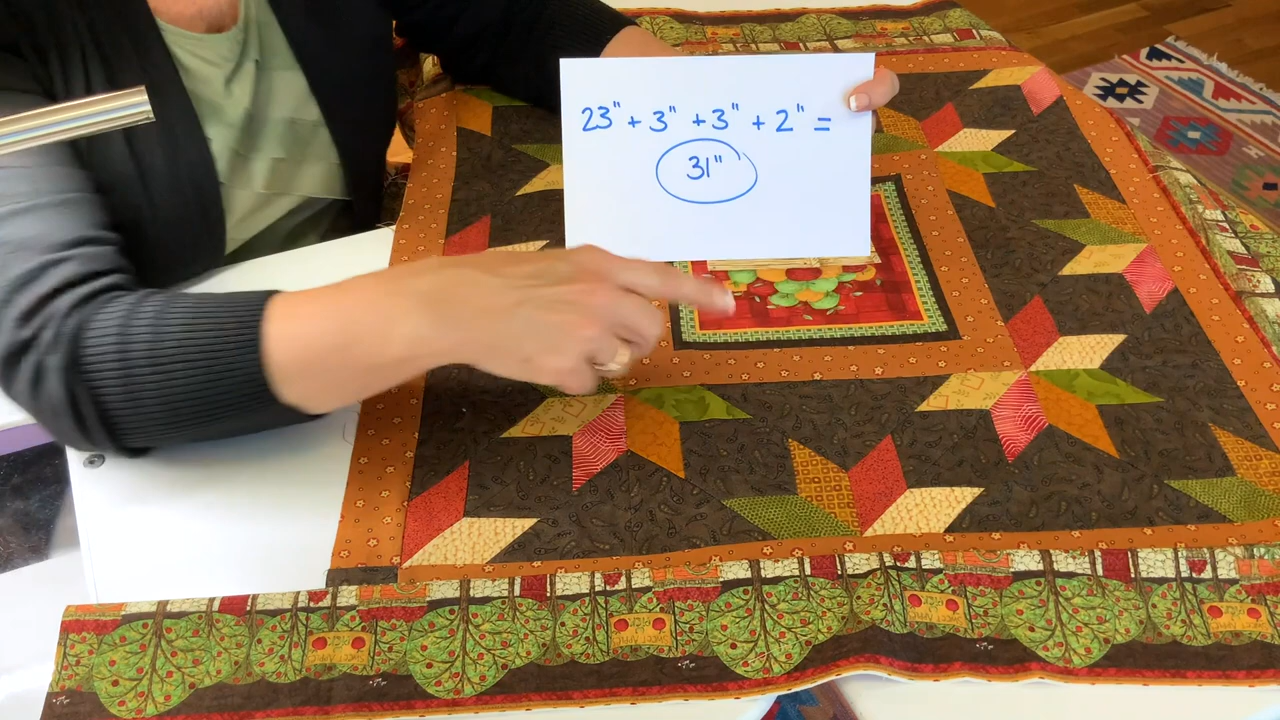 23" + 3" + 3" + 2" =
31"